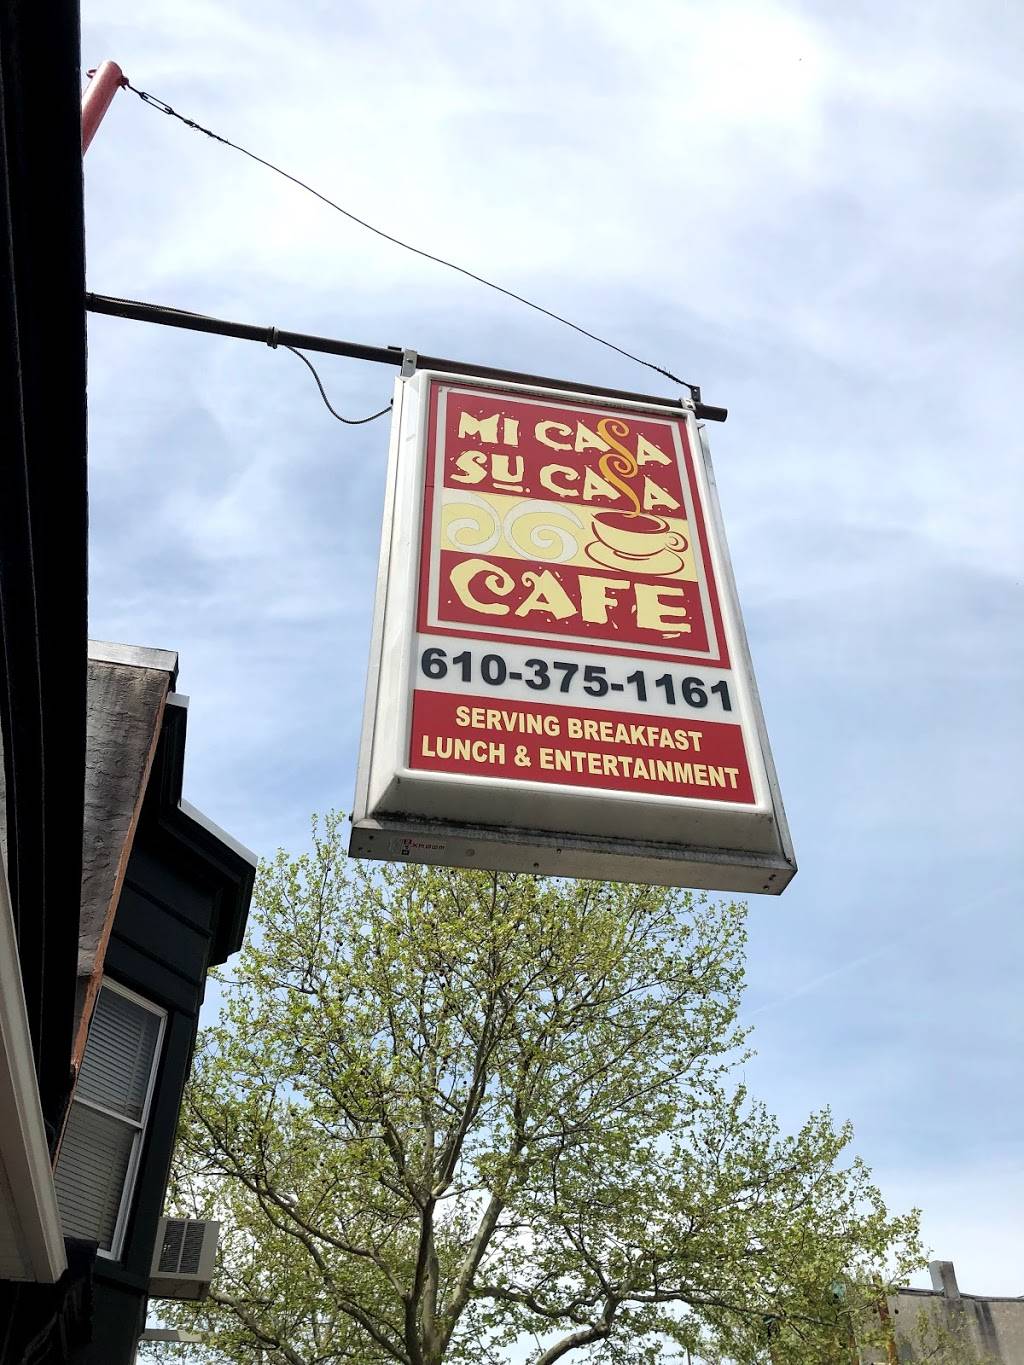 MI CASA
SU CASA
CAFE
610-375-1161
SERVING BREAKFAST
LUNCH & ENTERTAINMENT